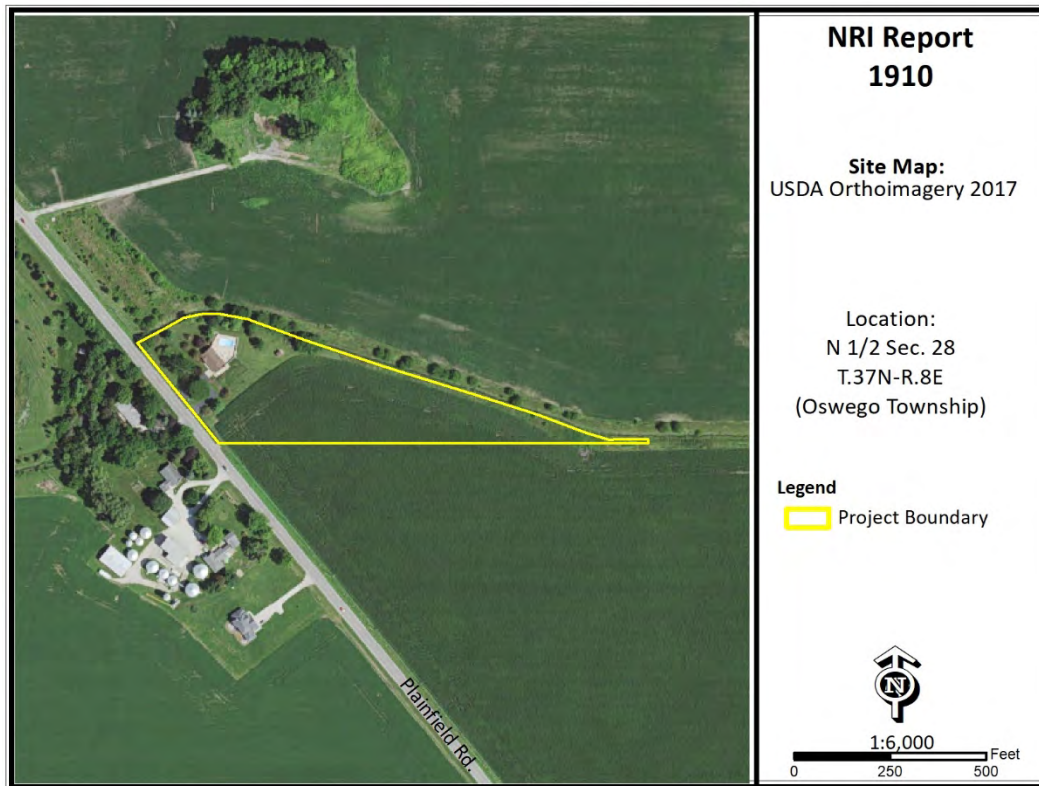 NRI Report
1910
Site Map:
USDA Orthoimagery 2017
Location:
N 1/2 Sec. 28
T.37N-R.8E
(Oswego Township)
Legend
Project Boundary
Plainfield Rd.
N
1:6,000
Feet
0 250 500